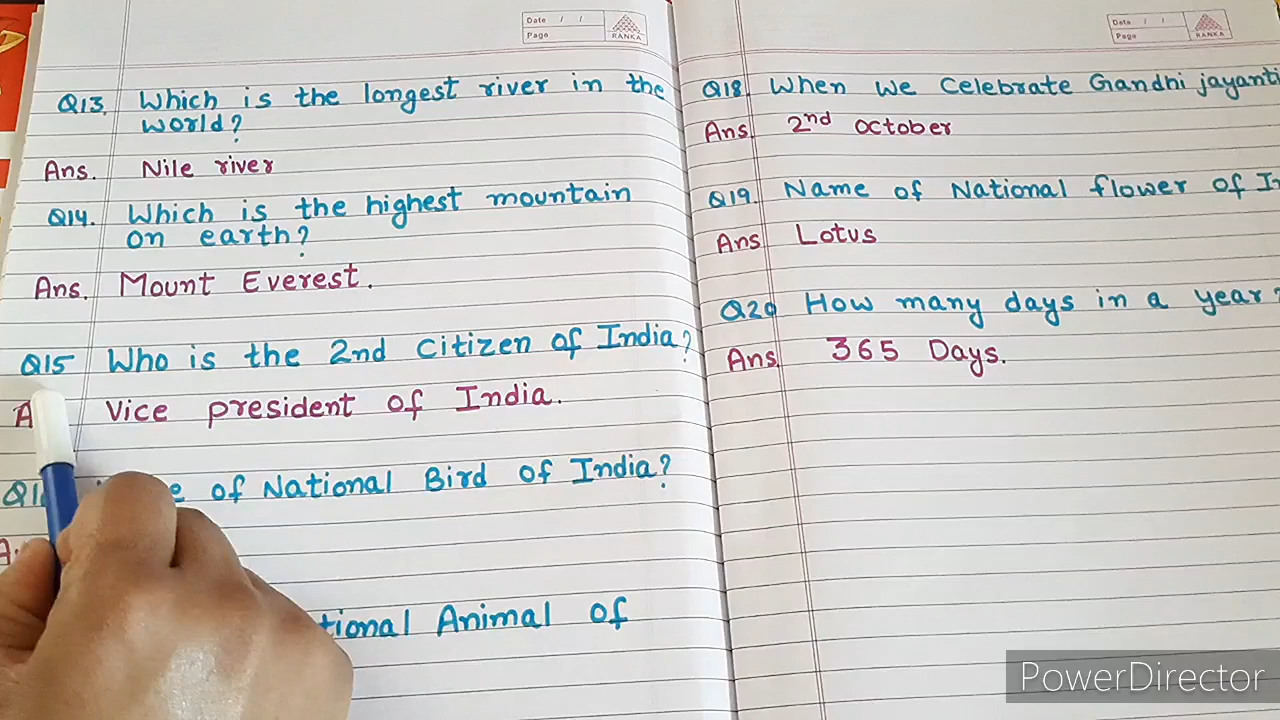 Date / /
Page
RANKA
Q13. Which is the longest river in the
world?
Ans. Nile river
Q14. Which is the highest mountain
on earth?
Ans. Mount Everest.
Q15 Who is the 2nd citizen of India?
Vice president of India.
of National Bird of India?
Animal of
Date / /
Page
RANKA
Q18. When we Celebrate Gandhi jayanti
Ans. 2nd october
Q19. Name of National flower of
Ans Lotus
Q20 How many days in a year?
Ans. 365 Days.
PowerDirector